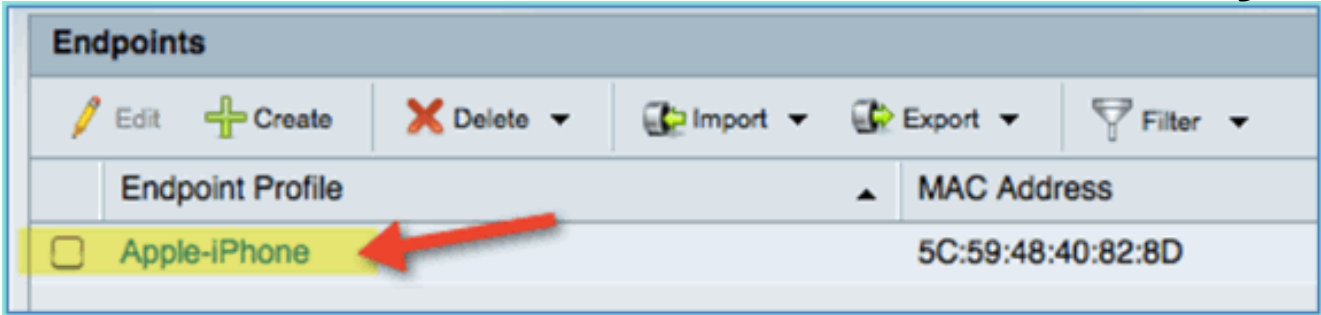 Endpoints
Edit Create Delete Import Export Filter
Endpoint Profile MAC Address
Apple-iPhone 5C:59:48:40:82:8D